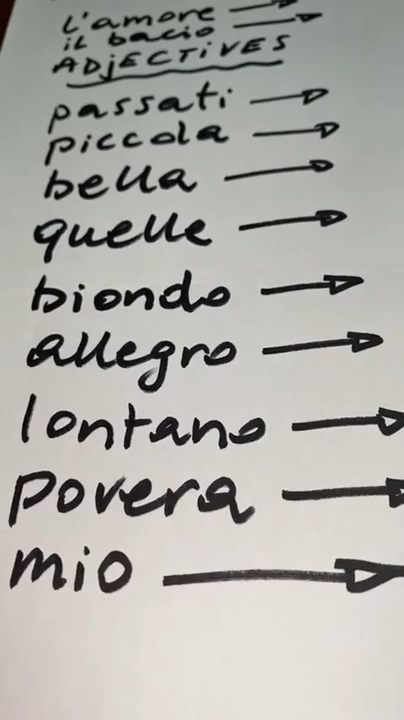 l'amore
il bacio
ADJECTIVES
passati
piccola
bella
quelle
biondo
allegro
lontano
povera
mio